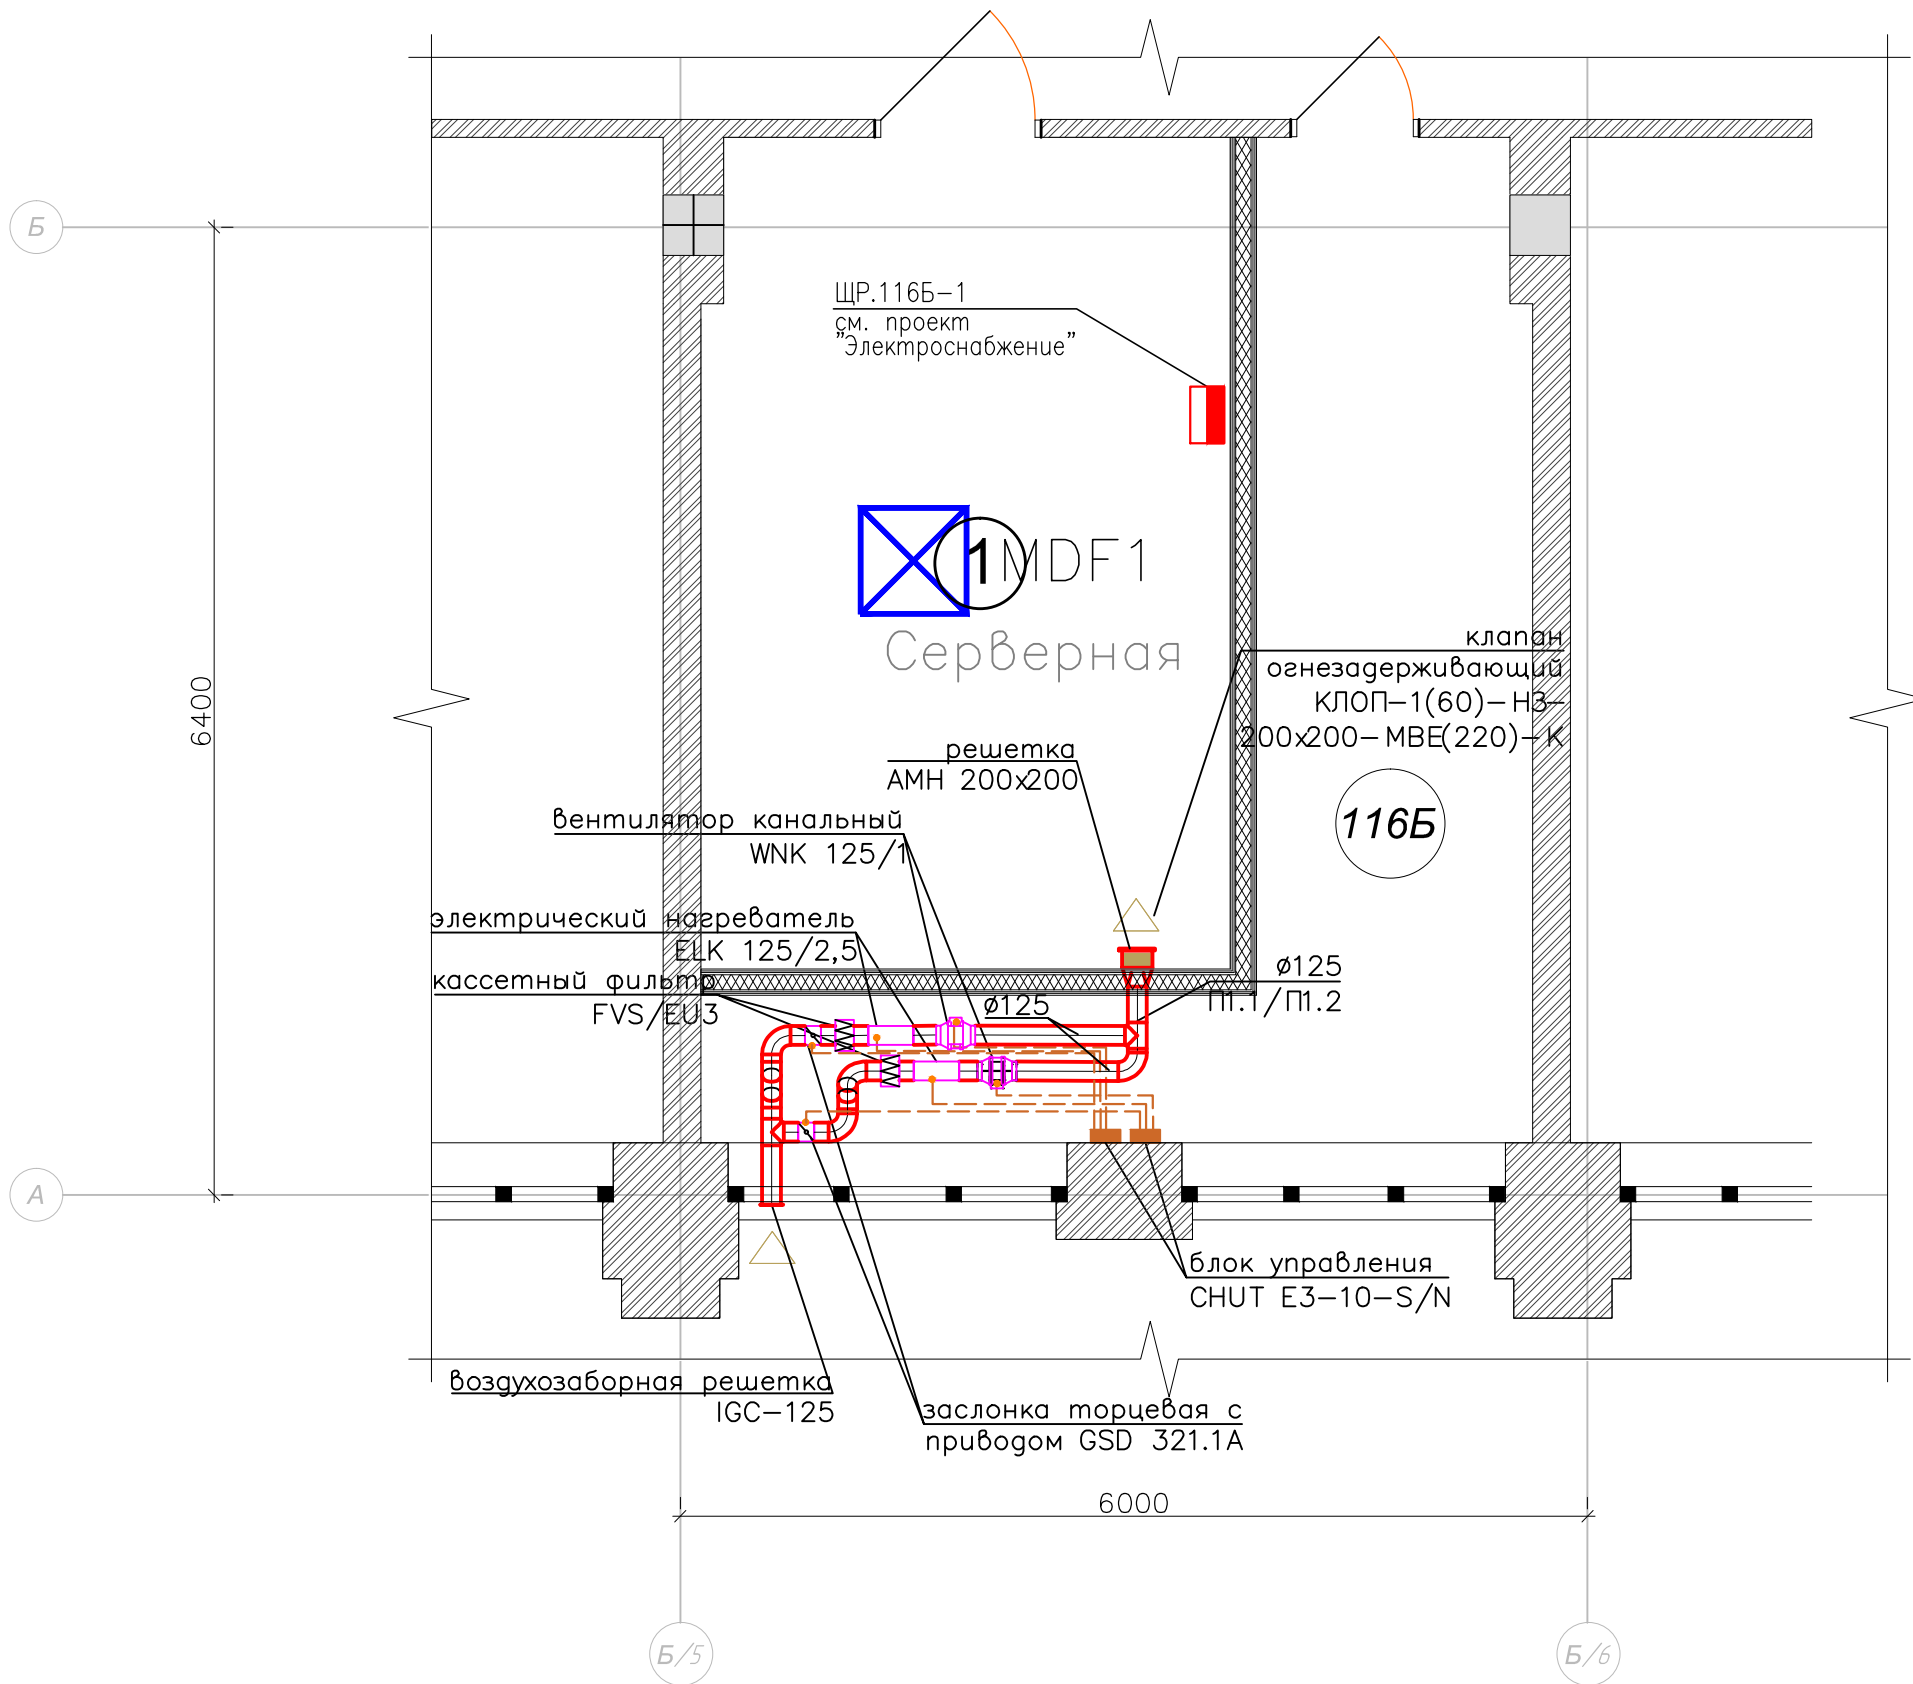 Б
ЩР.116Б-1
см. проект
"Электроснабжение"
1
MDF1
Серверная
6400
клапан
огнезадерживающий
КЛОП-1(60)-НЗ-
200x200-МВЕ(220)-К
решетка
АМН 200x200
116Б
вентилятор канальный
WNK 125/1
электрический нагреватель
ELK 125/2,5
кассетный фильтр
FVS/EU3
ø125
ø125
П1.1/П1.2
А
блок управления
CHUT E3-10-S/N
воздухозаборная решетка
IGC-125
заслонка торцевая с
приводом GSD 321.1A
6000
Б/5
Б/6